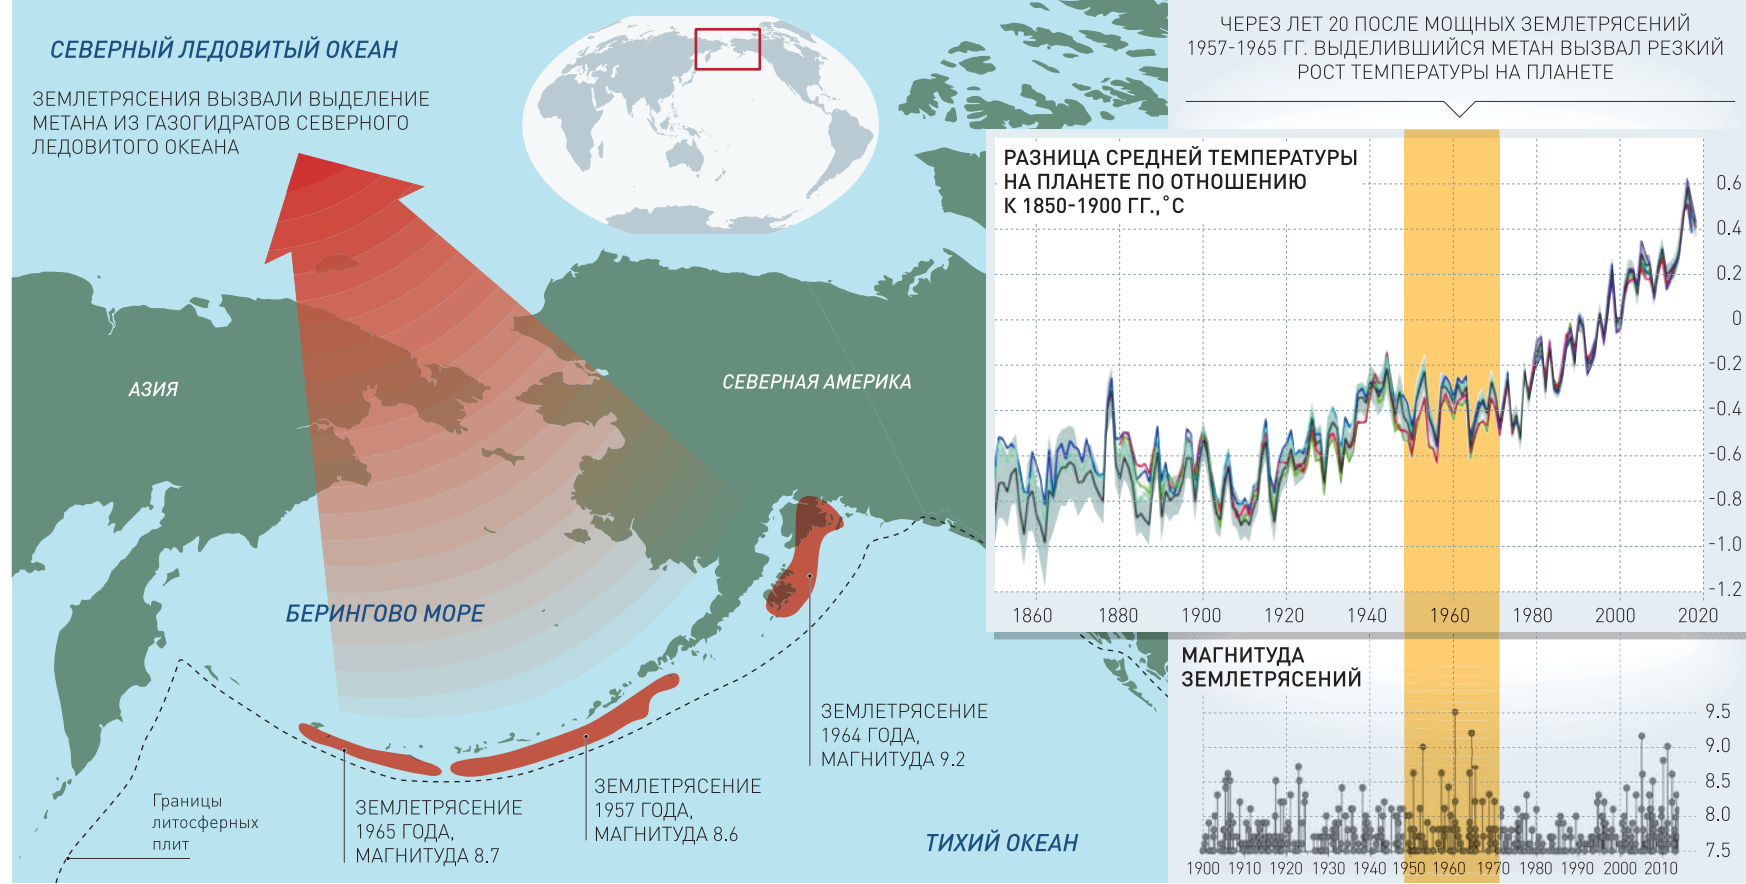 СЕВЕРНЫЙ ЛЕДОВИТЫЙ ОКЕАН
ЗЕМЛЕТРЯСЕНИЯ ВЫЗВАЛИ ВЫДЕЛЕНИЕ
МЕТАНА ИЗ ГАЗОГИДРАТОВ СЕВЕРНОГО
ЛЕДОВИТОГО ОКЕАНА
АЗИЯ
СЕВЕРНАЯ АМЕРИКА
БЕРИНГОВО МОРЕ
ЗЕМЛЕТРЯСЕНИЕ
1964 ГОДА,
МАГНИТУДА 9.2
ЗЕМЛЕТРЯСЕНИЕ
1957 ГОДА,
МАГНИТУДА 8.6
ЗЕМЛЕТРЯСЕНИЕ
1965 ГОДА,
МАГНИТУДА 8.7
Границы
литосферных
плит
ТИХИЙ ОКЕАН
ЧЕРЕЗ ЛЕТ 20 ПОСЛЕ МОЩНЫХ ЗЕМЛЕТРЯСЕНИЙ
1957-1965 ГГ. ВЫДЕЛИВШИЙСЯ МЕТАН ВЫЗВАЛ РЕЗКИЙ
РОСТ ТЕМПЕРАТУРЫ НА ПЛАНЕТЕ
РАЗНИЦА СРЕДНЕЙ ТЕМПЕРАТУРЫ
НА ПЛАНЕТЕ ПО ОТНОШЕНИЮ
К 1850-1900 ГГ.,°С
0.6
0.4
0.2
0
-0.2
-0.4
-0.6
-0.8
-1.0
-1.2
1860 1880 1900 1920 1940 1960 1980 2000 2020
МАГНИТУДА
ЗЕМЛЕТРЯСЕНИЙ
9.5
9.0
8.5
8.0
7.5
1900 1910 1920 1930 1940 1950 1960 1970 1980 1990 2000 2010